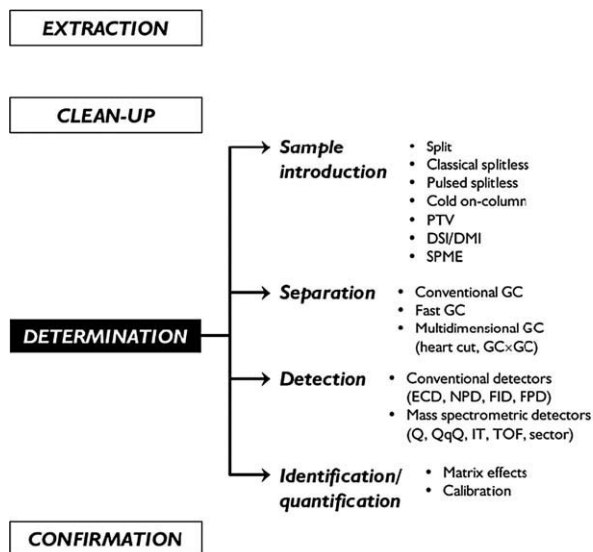 EXTRACTION
CLEAN-UP
Sample
introduction
• Split
• Classical splitless
• Pulsed splitless
• Cold on-column
• PTV
• DSI/DMI
• SPME
Separation
• Conventional GC
• Fast GC
• Multidimensional GC
(heart cut, GC×GC)
DETERMINATION
Detection
• Conventional detectors
(ECD, NPD, FID, FPD)
• Mass spectrometric detectors
(Q, QqQ, IT, TOF, sector)
Identification/
quantification
• Matrix effects
• Calibration
CONFIRMATION